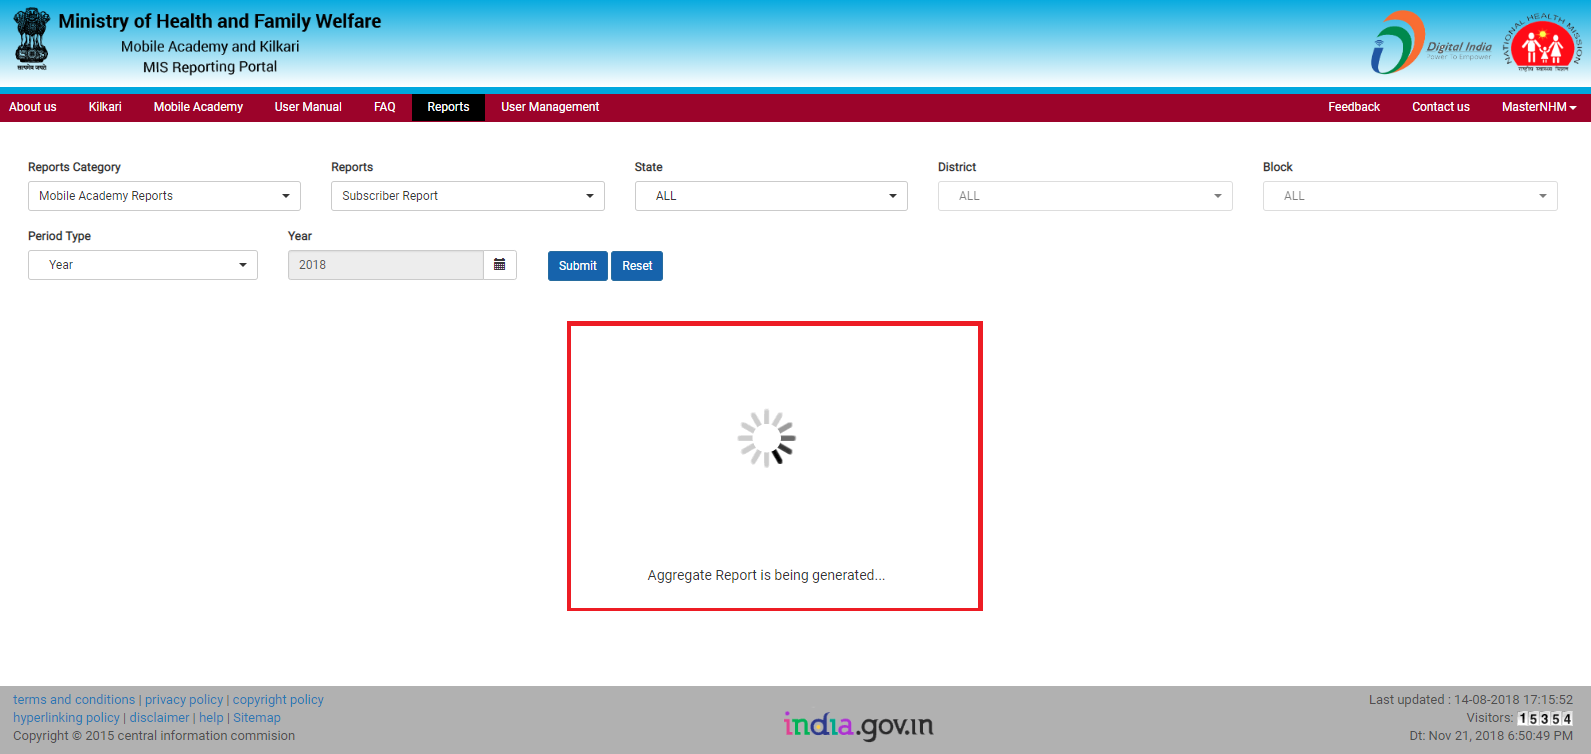 Ministry of Health and Family Welfare
Mobile Academy and Kilkari
MIS Reporting Portal
सत्यमेव जयते
Digital India
Power To Empower
NATIONAL HEALTH MISSION
राष्ट्रीय स्वास्थ्य मिशन
About us Kilkari Mobile Academy User Manual FAQ Reports User Management Feedback Contact us MasterNHM
Reports Category Reports State District Block
Mobile Academy Reports Subscriber Report ALL ALL ALL
Period Type Year
Year 2018 Submit Reset
Aggregate Report is being generated...
terms and conditions | privacy policy | copyright policy
hyperlinking policy | disclaimer | help | Sitemap
Copyright © 2015 central information commision
india.gov.in
Last updated : 14-08-2018 17:15:52
Visitors: 15354
Dt: Nov 21, 2018 6:50:49 PM